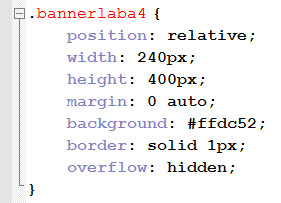 .bannerlaba4 {
position: relative;
width: 240px;
height: 400px;
margin: 0 auto;
background: #ffdc52;
border: solid 1px;
overflow: hidden;
}